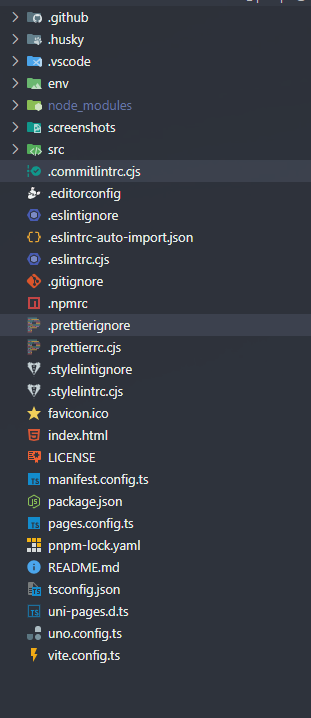 .github
.husky
.vscode
env
node_modules
screenshots
src
.commitlintrc.cjs
.editorconfig
.eslintignore
.eslintrc-auto-import.json
.eslintrc.cjs
.gitignore
.npmrc
.prettierignore
.prettierrc.cjs
.stylelintignore
.stylelintrc.cjs
favicon.ico
index.html
LICENSE
manifest.config.ts
package.json
pages.config.ts
pnpm-lock.yaml
README.md
tsconfig.json
uni-pages.d.ts
uno.config.ts
vite.config.ts